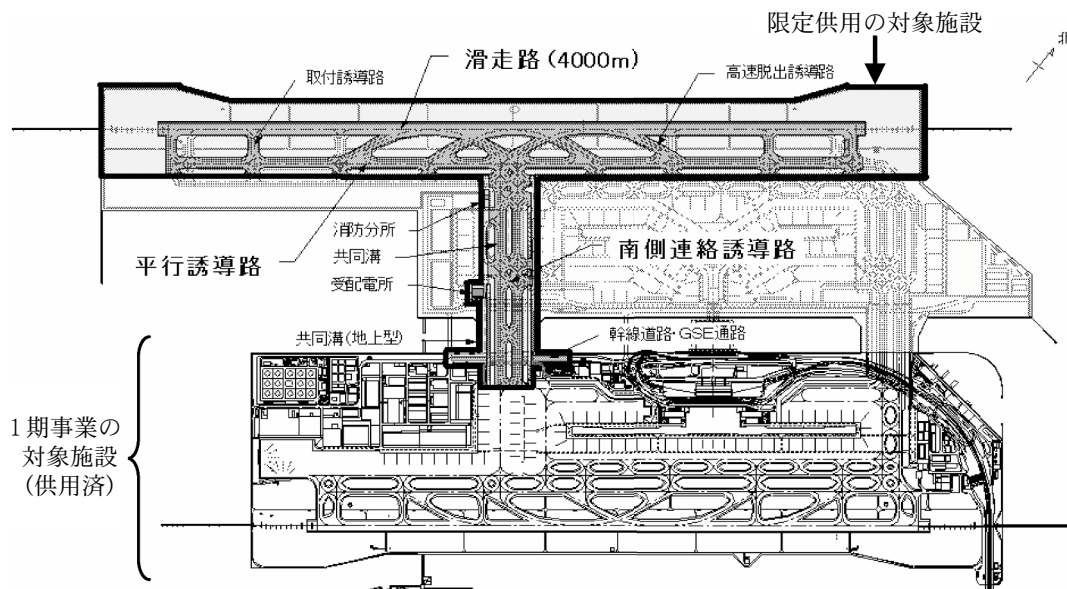 限定供用の対象施設
北
滑走路(4000m)
取付誘導路
高速脱出誘導路
消防分所
共同溝
南側連絡誘導路
平行誘導路
受配電所
共同溝(地上型)
幹線道路・GSE通路
1期事業の
対象施設
(供用済)